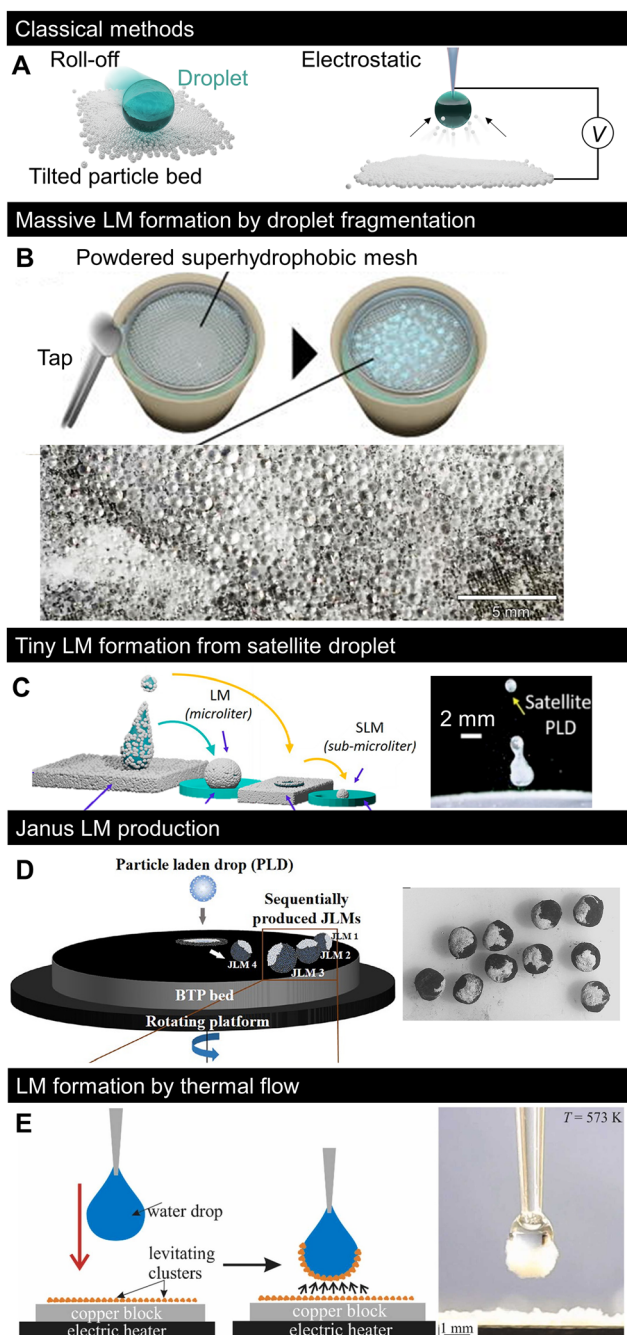 Classical methods
A
Roll-off
Droplet
Tilted particle bed
Electrostatic
V
Massive LM formation by droplet fragmentation
B
Powdered superhydrophobic mesh
Tap
5 mm
Tiny LM formation from satellite droplet
C
LM
(microliter)
SLM
(sub-microliter)
2 mm
Satellite
PLD
Janus LM production
D
Particle laden drop (PLD)
Sequentially
produced JLMs
JLM 1
JLM 2
JLM 3
JLM 4
BTP bed
Rotating platform
LM formation by thermal flow
E
water drop
levitating
clusters
copper block
electric heater
copper block
electric heater
T = 573 K
1 mm